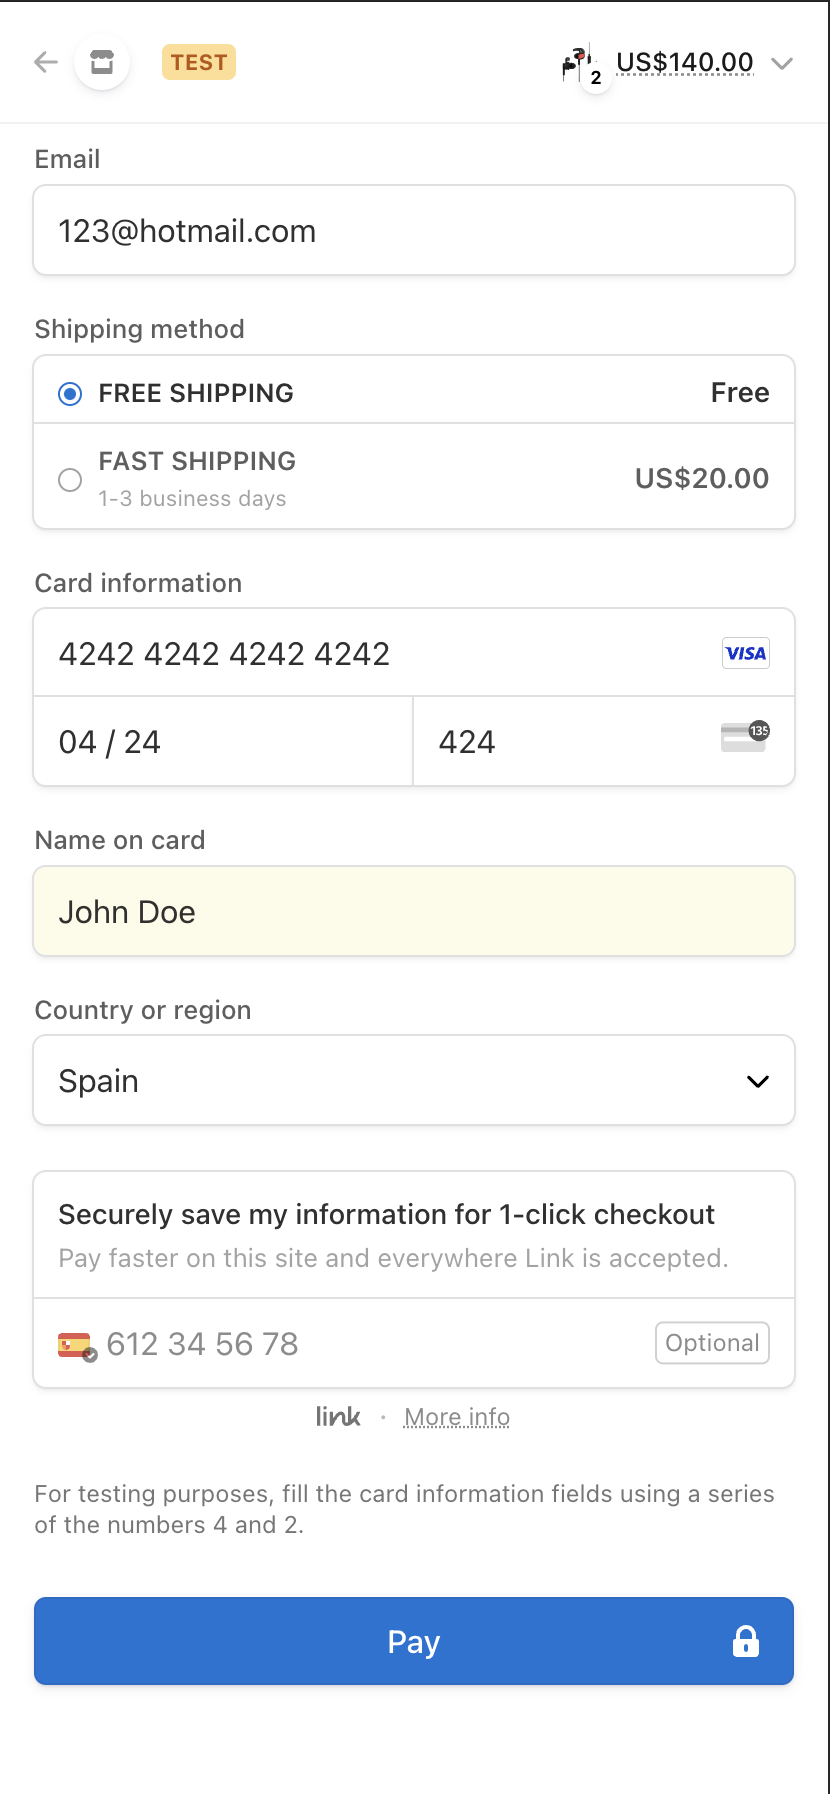 TEST
2 US$140.00
Email
123@hotmail.com
Shipping method
FREE SHIPPING Free
FAST SHIPPING
1-3 business days
US$20.00
Card information
4242 4242 4242 4242 VISA
04 / 24 424 135
Name on card
John Doe
Country or region
Spain
Securely save my information for 1-click checkout
Pay faster on this site and everywhere Link is accepted.
612 34 56 78 Optional
link · More info
For testing purposes, fill the card information fields using a series
of the numbers 4 and 2.
Pay